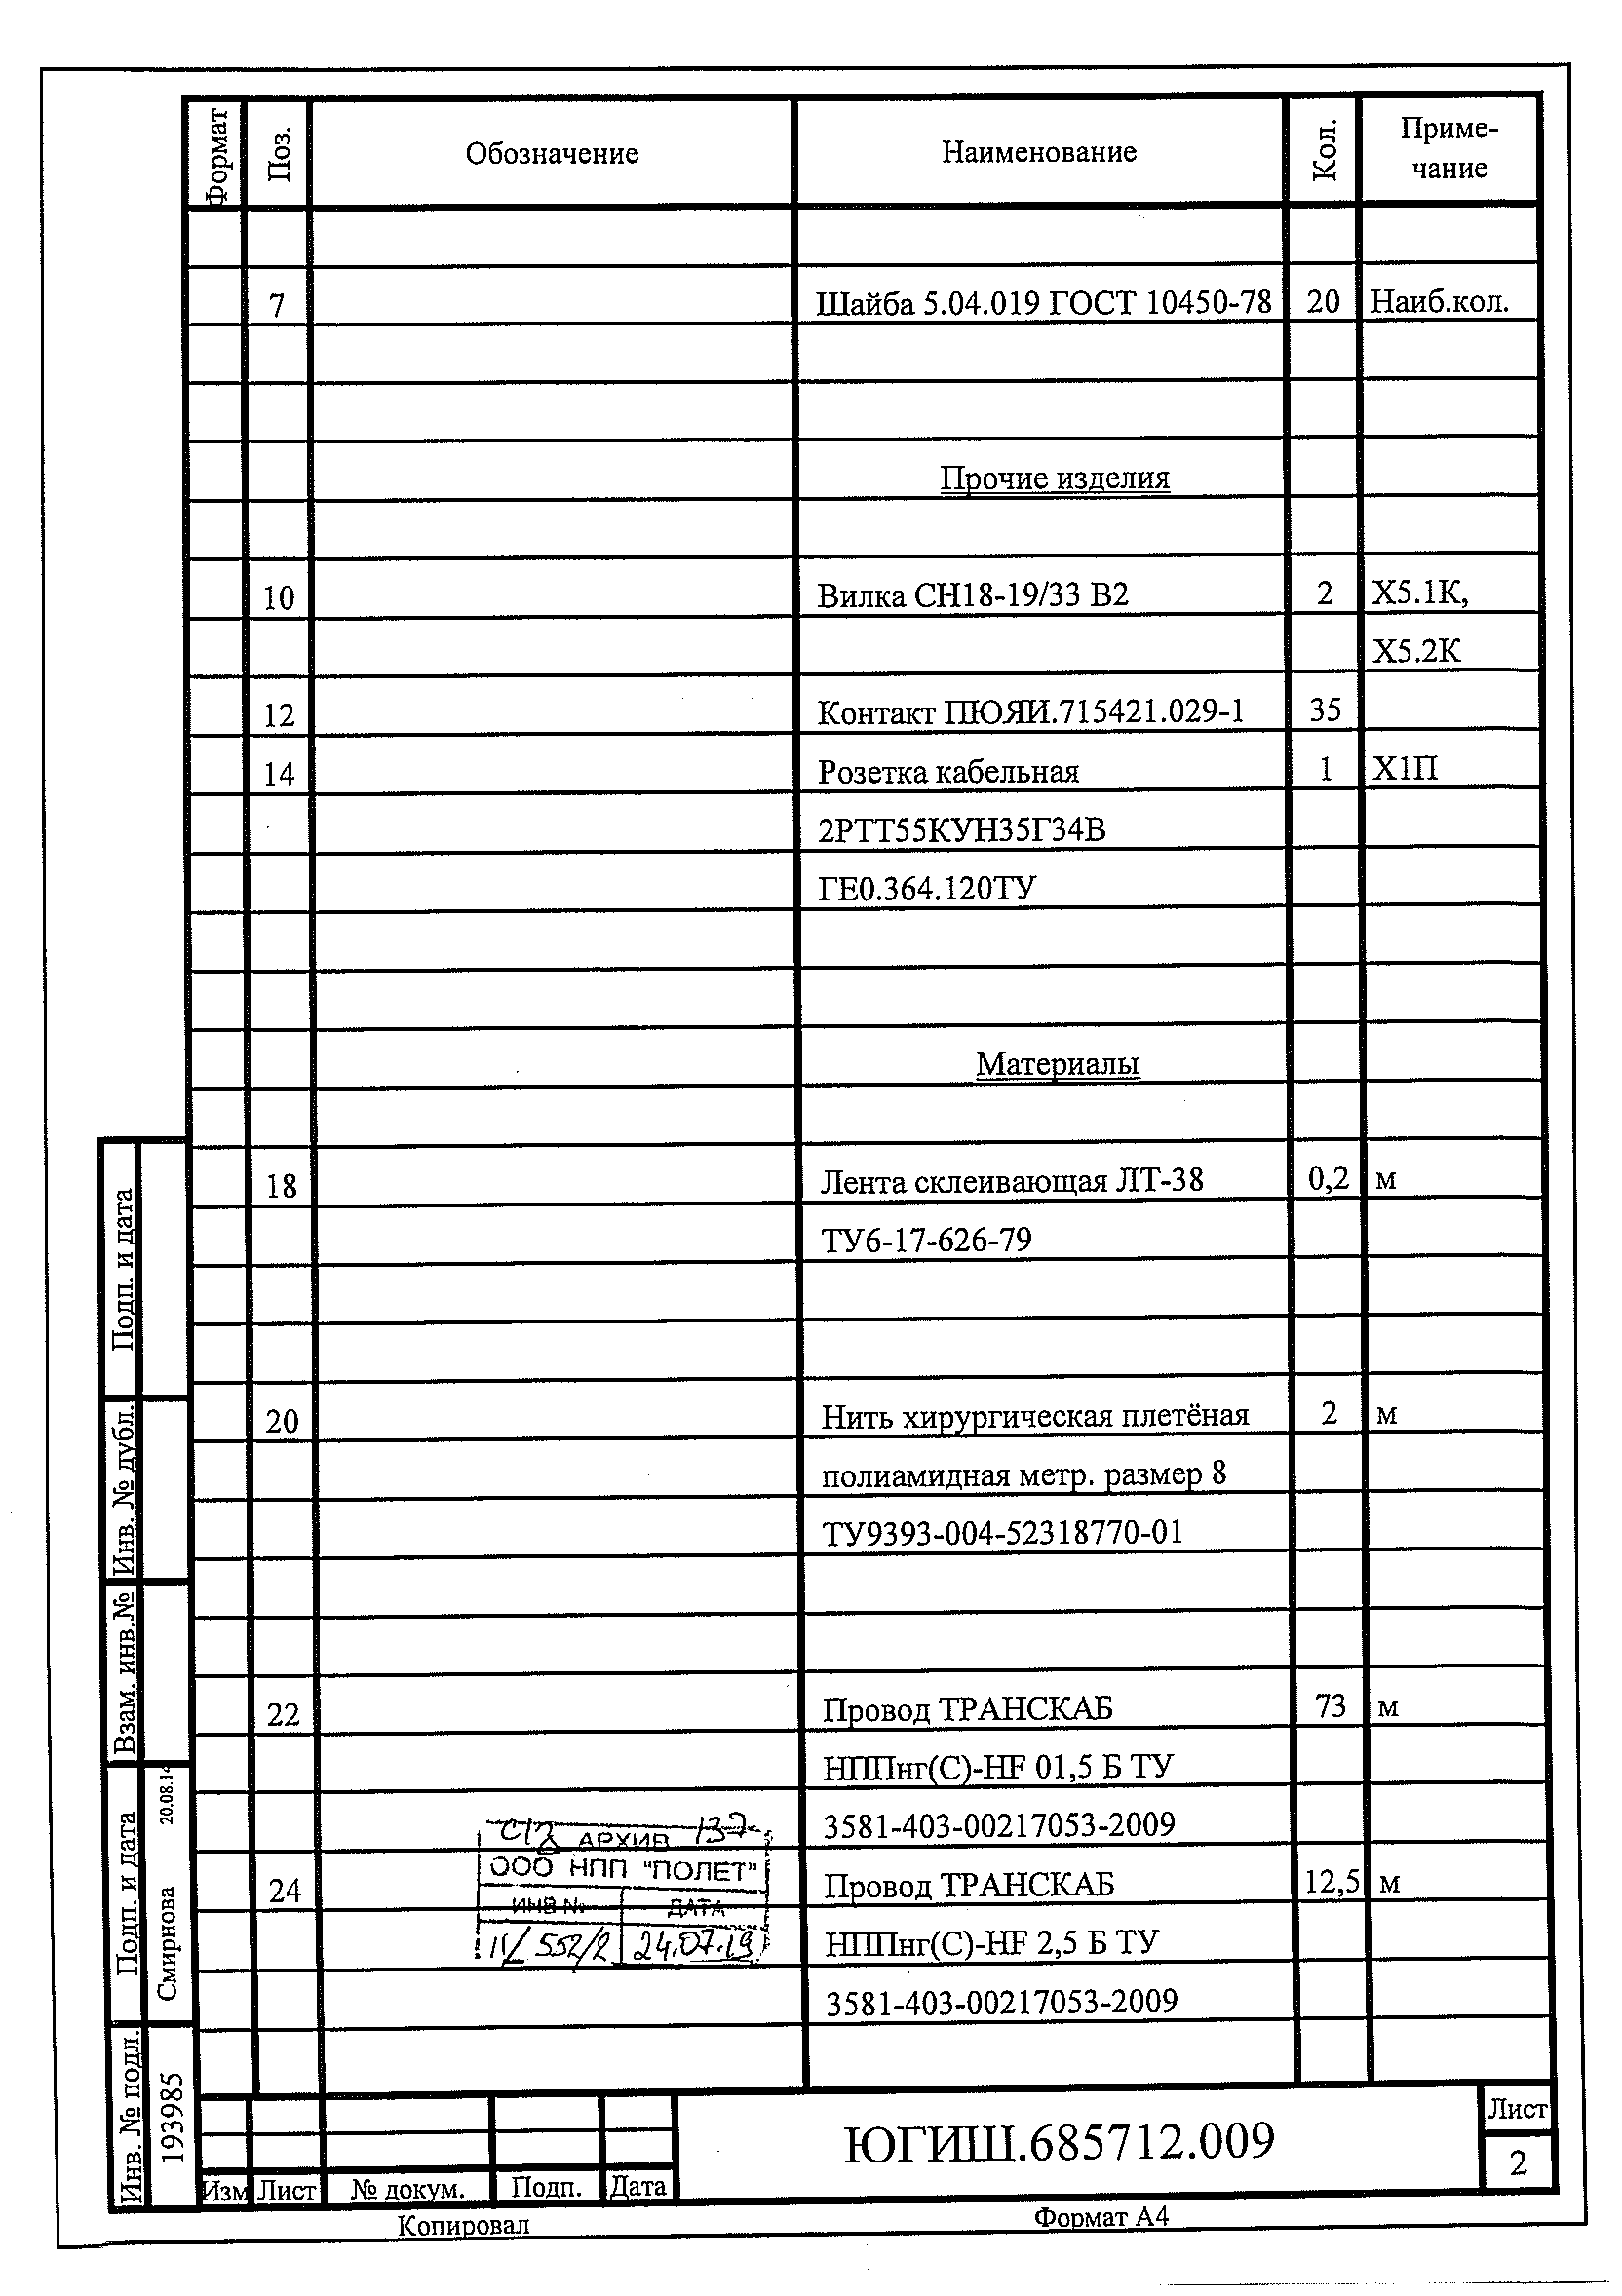 Формат Поз. Обозначение Наименование Кол. Приме-
чание
7 Шайба 5.04.019 ГОСТ 10450-78 20 Наиб.кол.
Прочие изделия
10 Вилка СН18-19/33 В2 2 Х5.1К,
Х5.2К
12 Контакт ПЮЯИ.715421.029-1 35
14 Розетка кабельная 1 Х1П
2РТТ55КУН35Г34В
ГЕ0.364.120ТУ
Материалы
18 Лента склеивающая ЛТ-38 0,2 м
ТУ6-17-626-79
20 Нить хирургическая плетёная 2 м
полиамидная метр. размер 8
ТУ9393-004-52318770-01
22 Провод ТРАНСКАБ 73 м
НППнг(С)-HF 01,5 Б ТУ
3581-403-00217053-2009
24 Провод ТРАНСКАБ 12,5 м
НППнг(С)-HF 2,5 Б ТУ
3581-403-00217053-2009
АРХИВ 137
ООО НПП "ПОЛЕТ"
ИНВ № ДАТА
552/2 24.07.19
Подп. и дата
Инв. № дубл.
Взам. инв.№
Подп. и дата Смирнова 20.08.14
Инв. № подл. 193985
Изм Лист № докум. Подп. Дата
ЮГИШ.685712.009
Лист
2
Копировал Формат А4